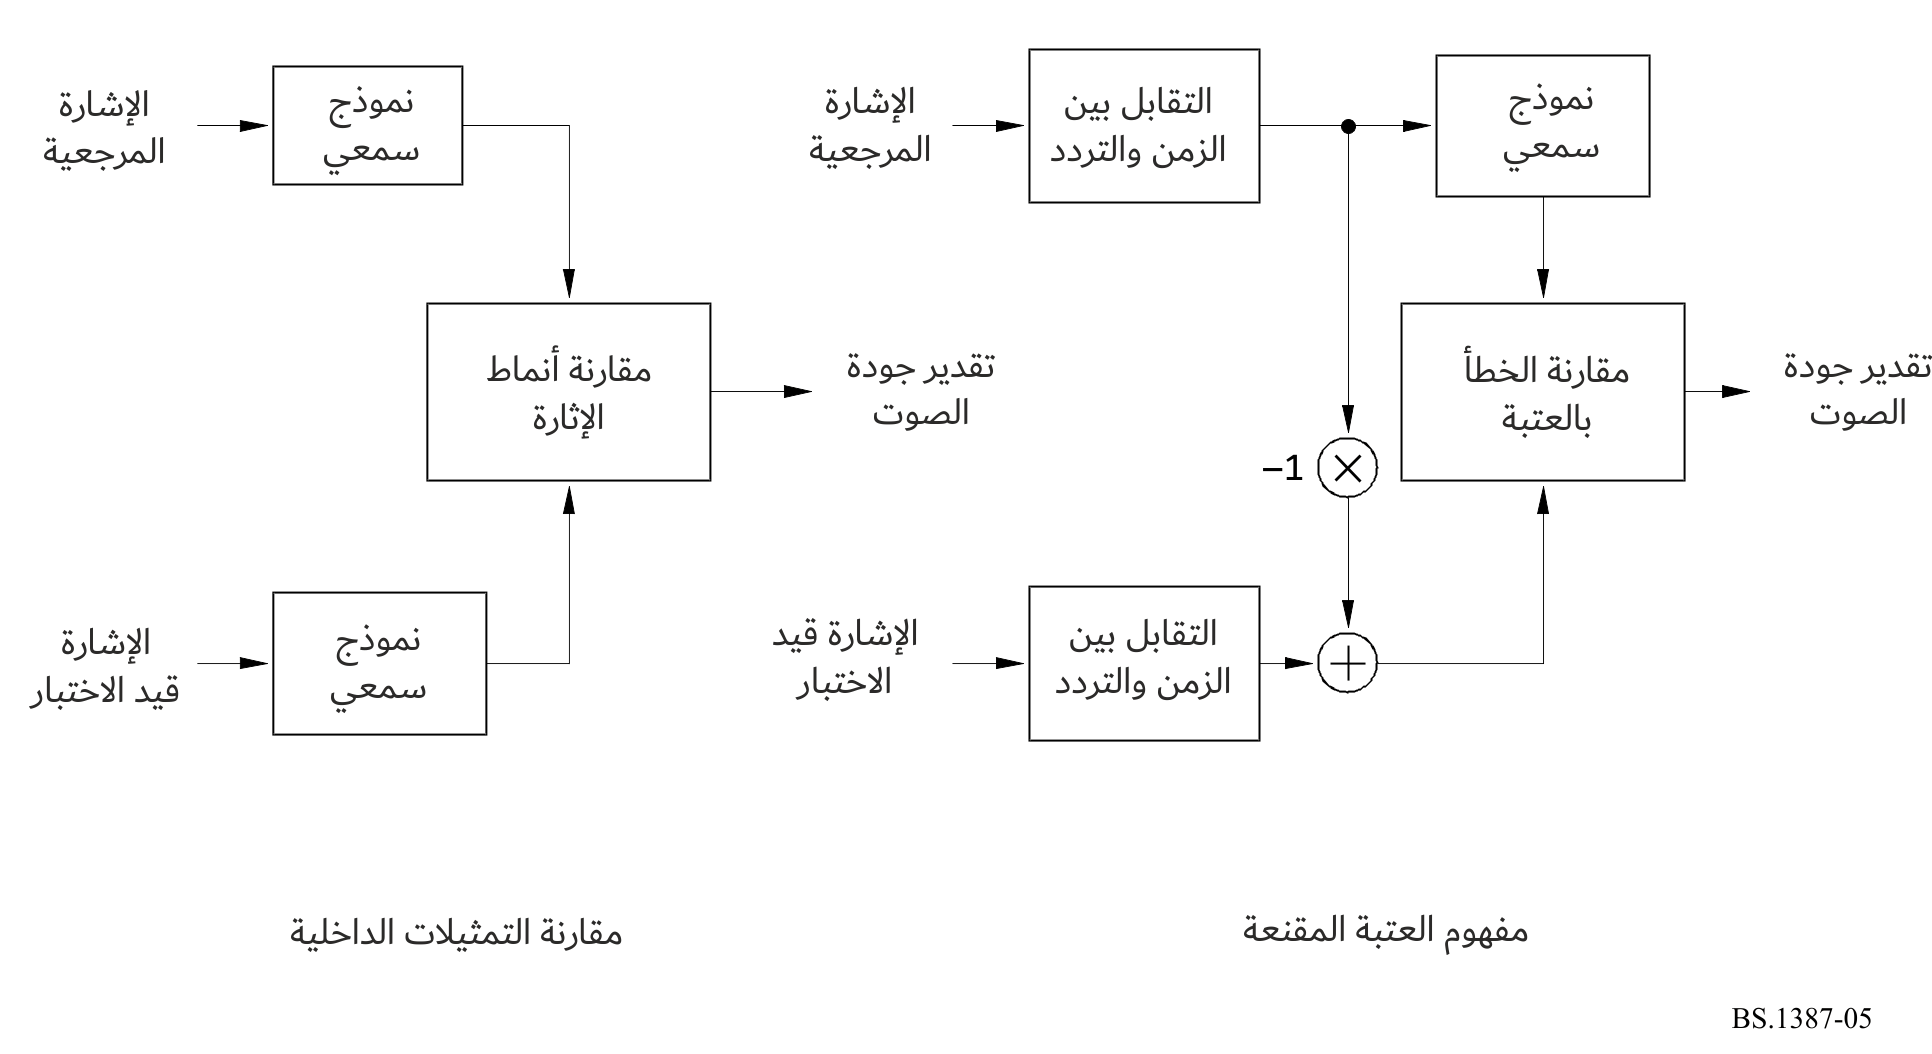 الإشارة
المرجعية
نموذج
سمعي
مقارنة أنماط
الإثارة
تقدير جودة
الصوت
الإشارة
قيد الاختبار
نموذج
سمعي
مقارنة التمثيلات الداخلية
الإشارة
المرجعية
التقابل بين
الزمن والتردد
نموذج
سمعي
مقارنة الخطأ
بالعتبة
تقدير جودة
الصوت
–1
الإشارة قيد
الاختبار
التقابل بين
الزمن والتردد
مفهوم العتبة المقنعة
BS.1387-05